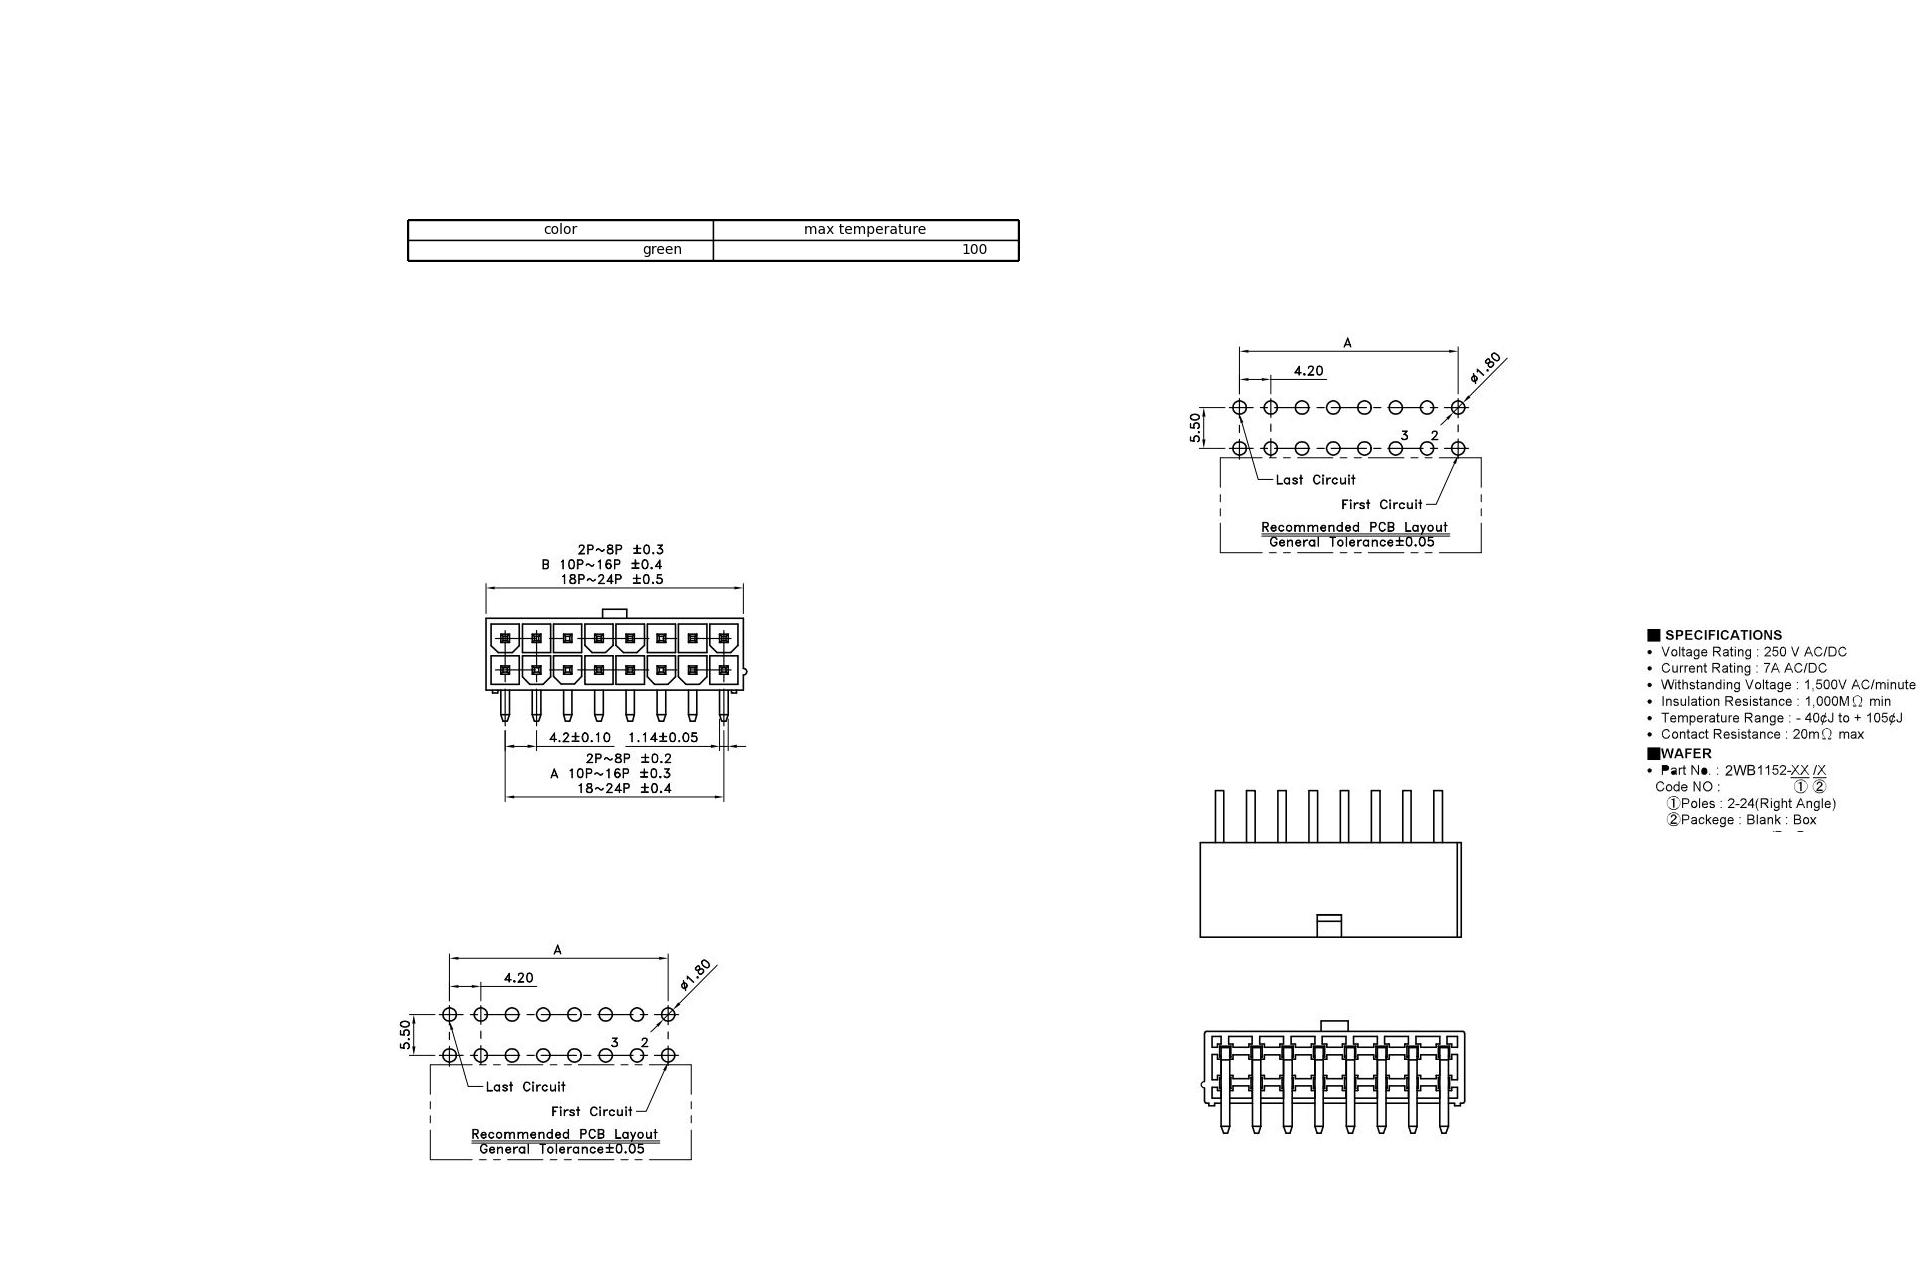 color max temperature
green 100
A
4.20
ø1.80
5.50
3 2
Last Circuit
First Circuit
Recommended PCB Layout
General Tolerance±0.05
2P~8P ±0.3
B 10P~16P ±0.4
18P~24P ±0.5
4.2±0.10 1.14±0.05
2P~8P ±0.2
A 10P~16P ±0.3
18~24P ±0.4
■ SPECIFICATIONS
• Voltage Rating : 250 V AC/DC
• Current Rating : 7A AC/DC
• Withstanding Voltage : 1,500V AC/minute
• Insulation Resistance : 1,000MΩ min
• Temperature Range : - 40¢J to + 105¢J
• Contact Resistance : 20mΩ max
■WAFER
• Part No. : 2WB1152-XX /X
Code NO : ① ②
①Poles : 2-24(Right Angle)
②Packege : Blank : Box
A
4.20
ø1.80
5.50
3 2
Last Circuit
First Circuit
Recommended PCB Layout
General Tolerance±0.05